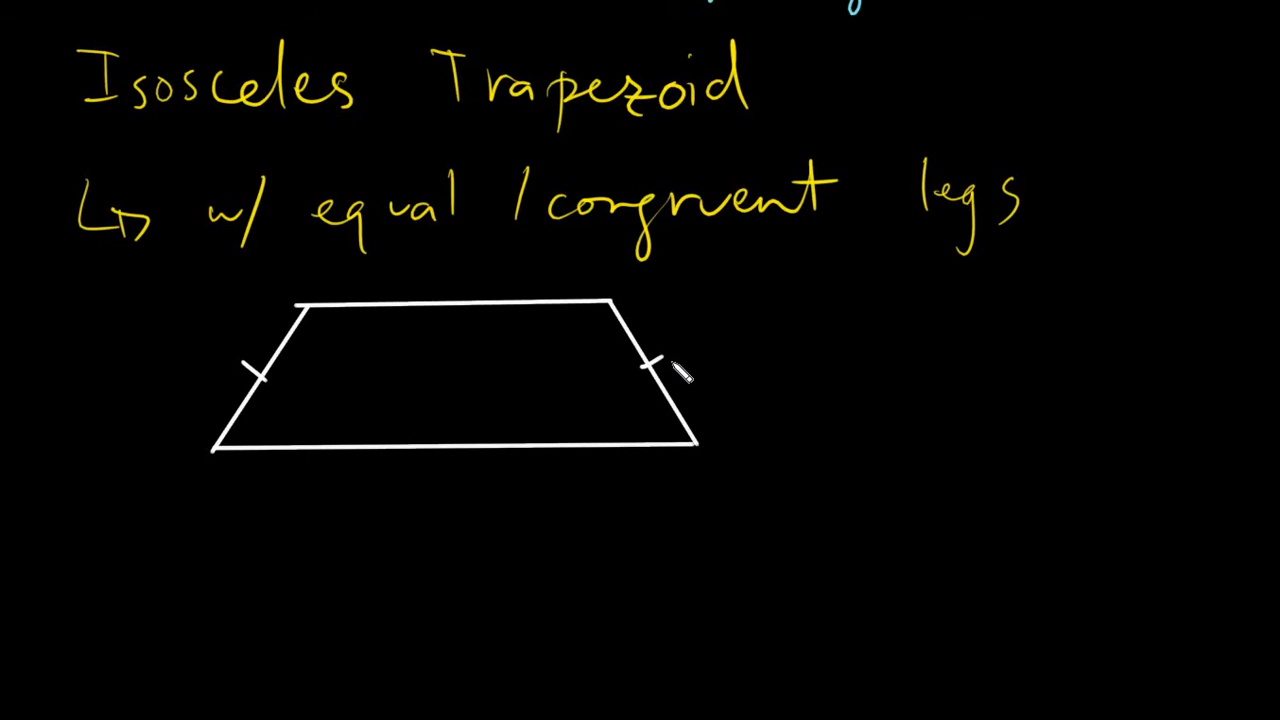 Isosceles Trapezoid
↳ w/ equal /congruent legs